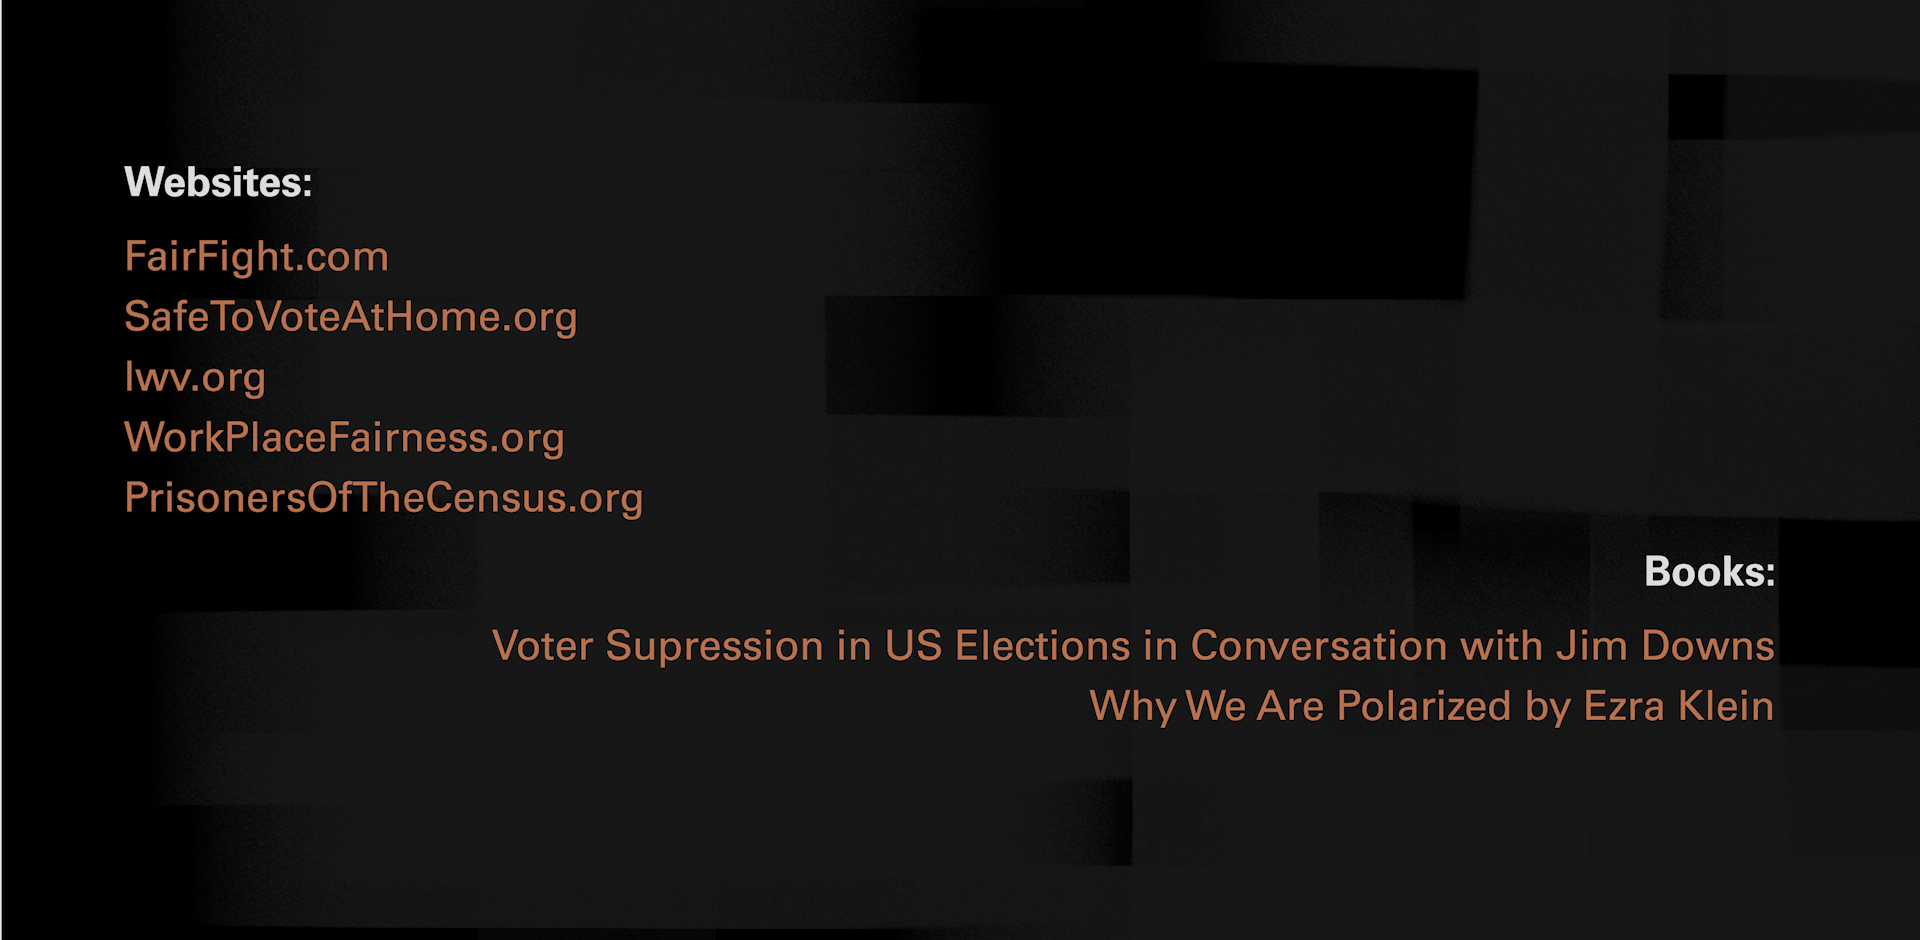 Websites:
FairFight.com
SafeToVoteAtHome.org
lwv.org
WorkPlaceFairness.org
PrisonersOfTheCensus.org
Books:
Voter Supression in US Elections in Conversation with Jim Downs
Why We Are Polarized by Ezra Klein